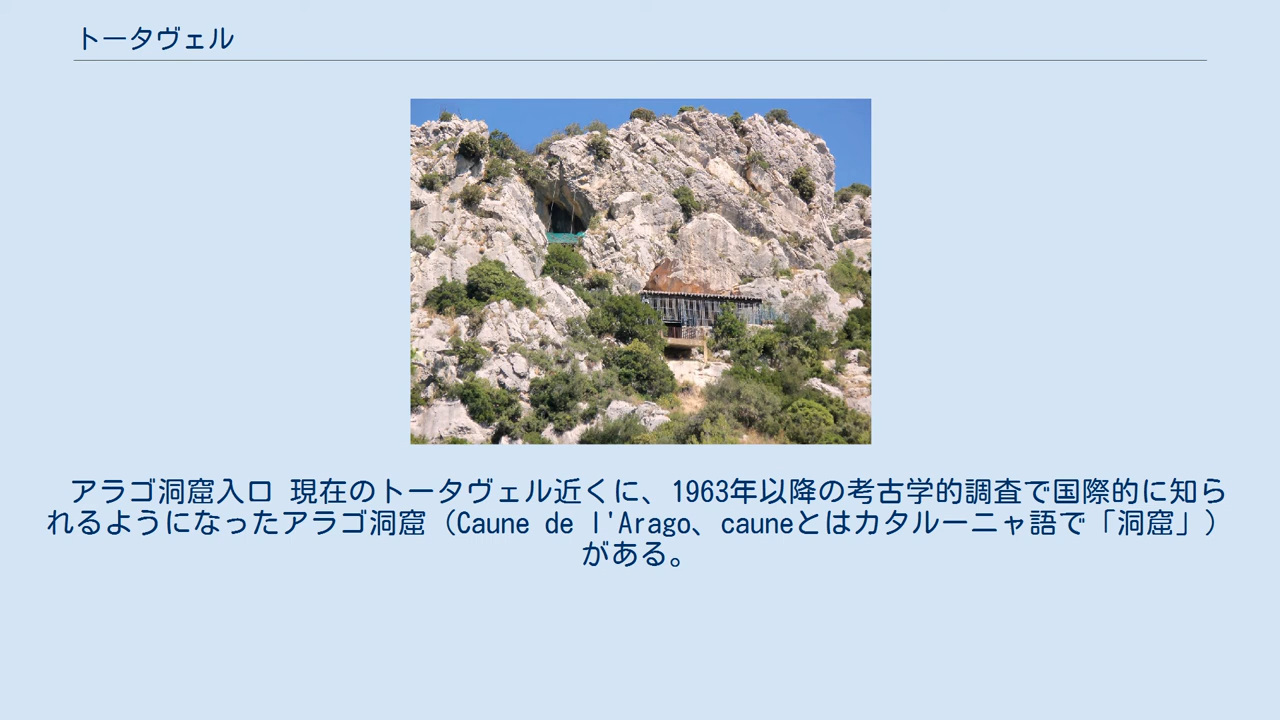 トータヴェル
アラゴ洞窟入口 現在のトータヴェル近くに、1963年以降の考古学的調査で国際的に知ら
れるようになったアラゴ洞窟（Caune de l'Arago、cauneとはカタルーニャ語で「洞窟」）
がある。